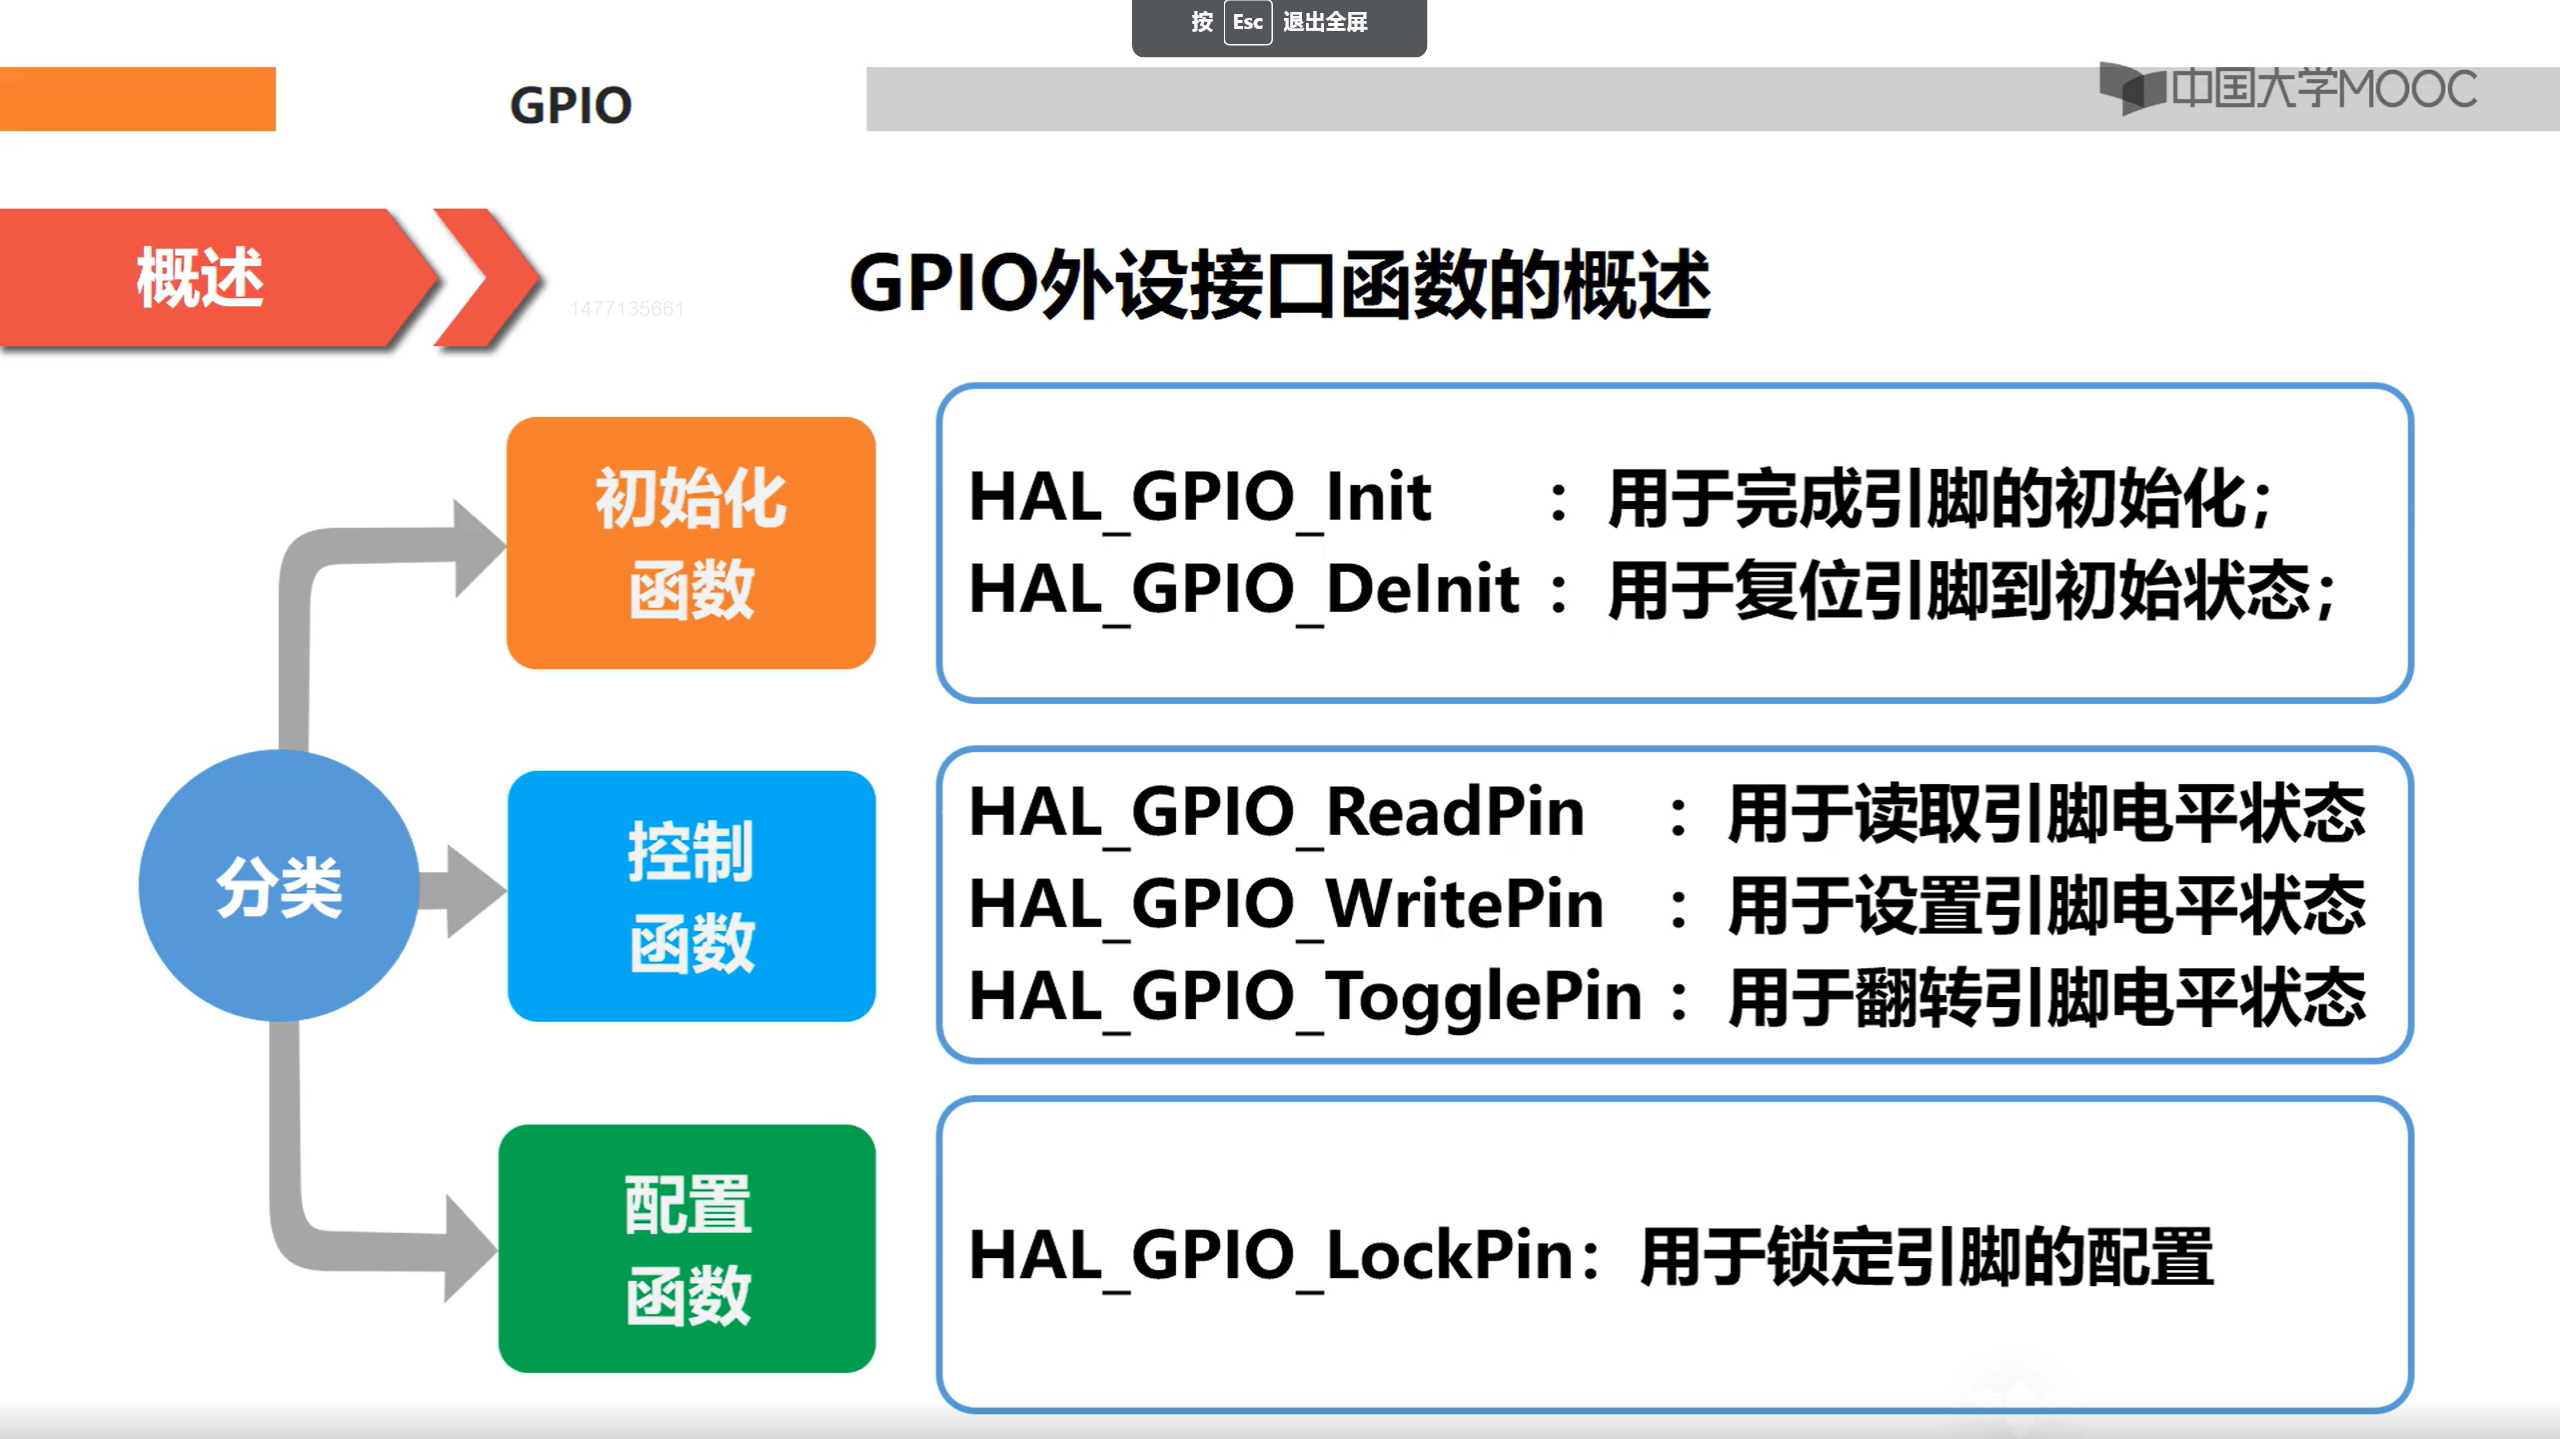 按 Esc 退出全屏
GPIO
中国大学MOOC
概述
GPIO外设接口函数的概述
1477135661
初始化
函数
HAL_GPIO_Init ：用于完成引脚的初始化；
HAL_GPIO_DeInit ：用于复位引脚到初始状态；
分类
控制
函数
HAL_GPIO_ReadPin ：用于读取引脚电平状态
HAL_GPIO_WritePin ：用于设置引脚电平状态
HAL_GPIO_TogglePin ：用于翻转引脚电平状态
配置
函数
HAL_GPIO_LockPin：用于锁定引脚的配置